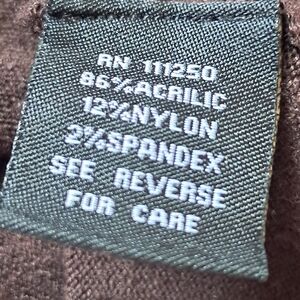 RN 111250
86%ACRILIC
12%NYLON
2%SPANDEX
SEE REVERSE
FOR CARE